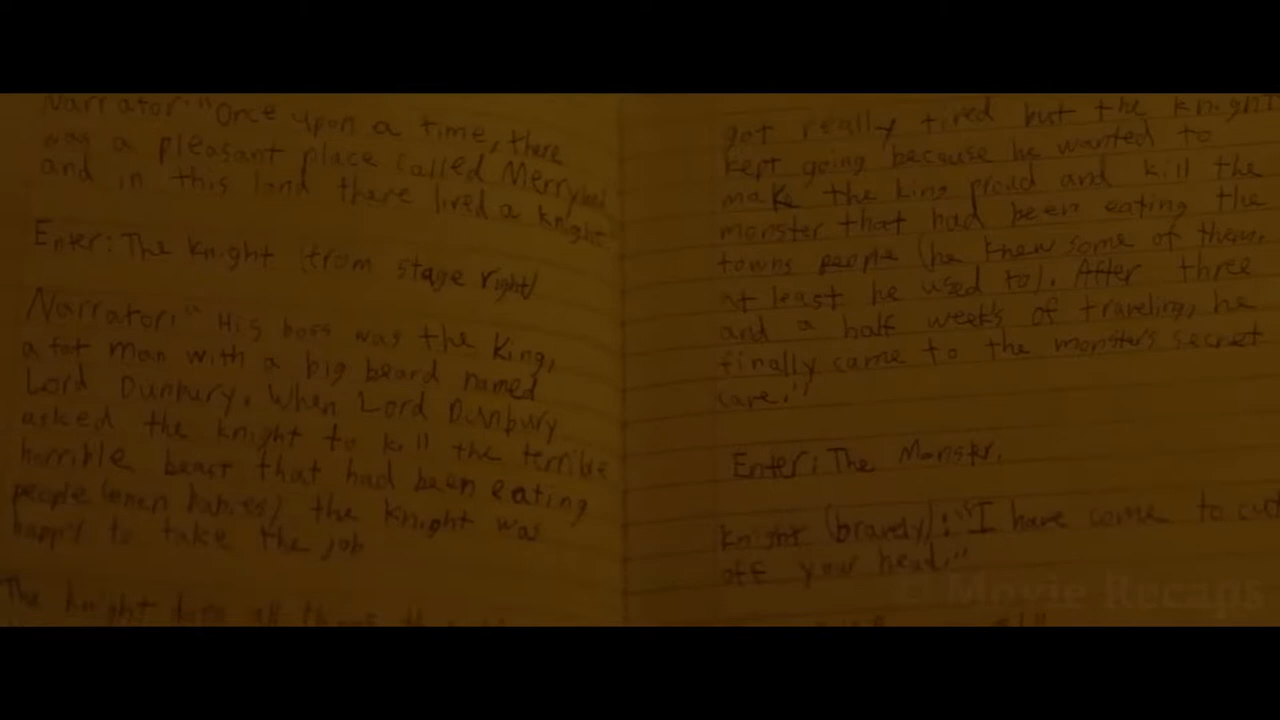 Narrator: "Once upon a time, there
was a pleasant place called
and in this land there lived a knight
Enter: The knight (from stage right)
Narrator: "His boss was the King,
a fat man with a big beard named
Lord Dunbury. When Lord Dunbury
asked the knight to kill the terrible
horrible beast that had been eating
people (even babies) the knight was
happy to take the job
The knight
got really tired but the knight
kept going because he wanted to
make the king proud and kill the
monster that had been eating the
towns people (he knew some of them,
at least he used to). After three
and a half weeks of traveling, he
finally came to the monster's secret
cave."
Enter: The Monster.
Knight (bravely): "I have come to cut
off your head."
© Movie Recaps